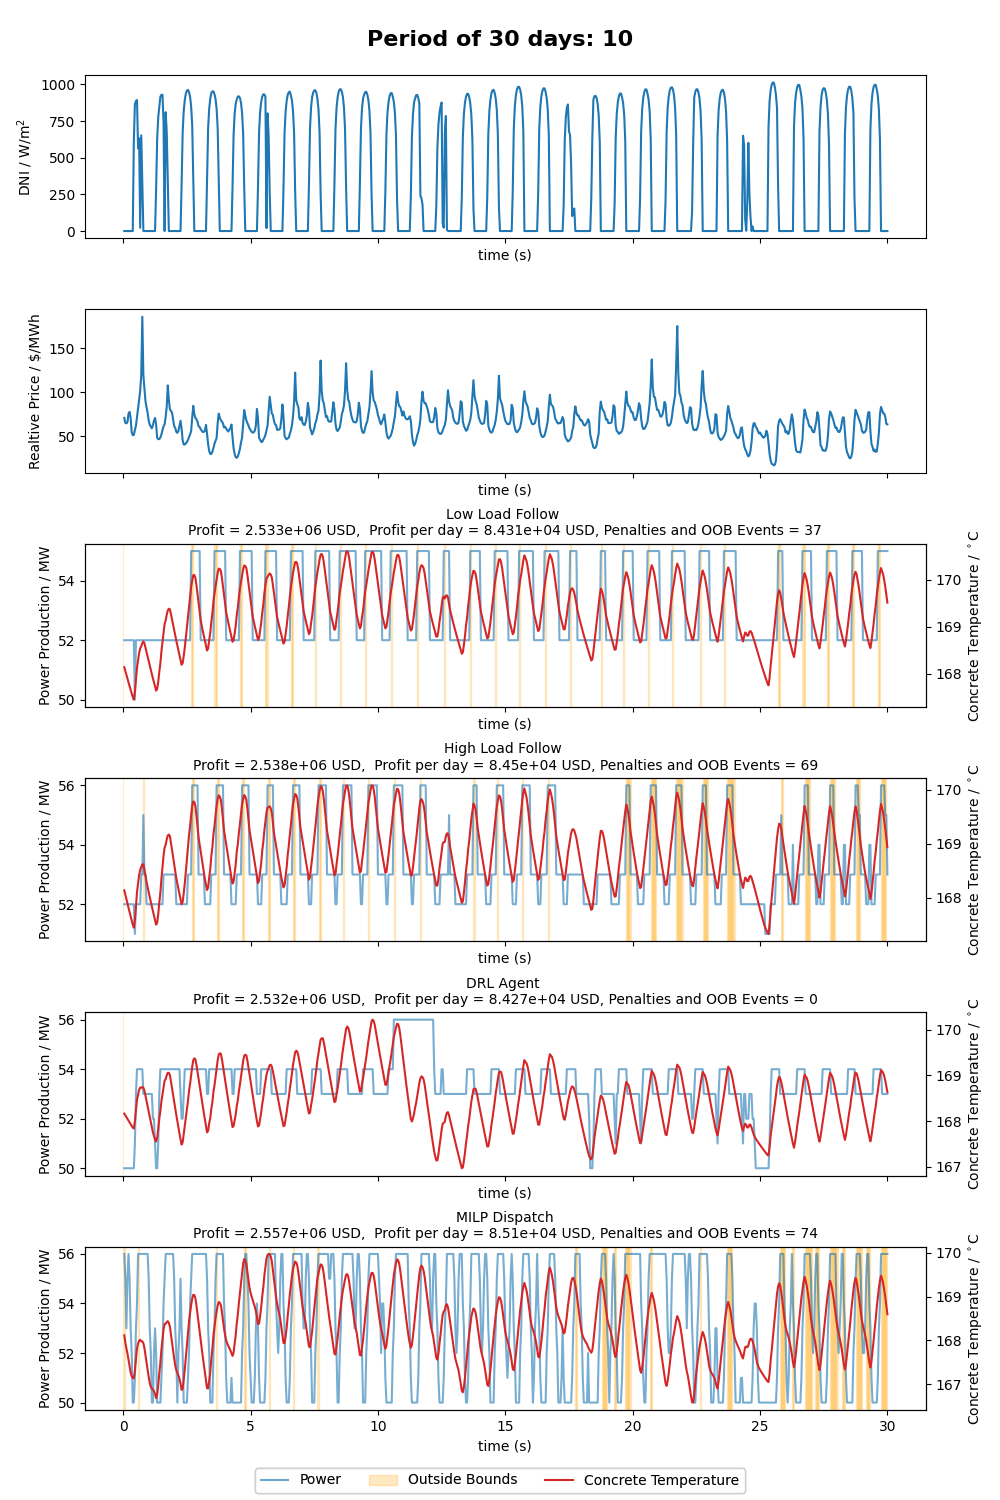 Period of 30 days: 10
DNI / W/m²
1000
750
500
250
0
time (s)
Realtive Price / $/MWh
150
100
50
time (s)
Low Load Follow
Profit = 2.533e+06 USD,  Profit per day = 8.431e+04 USD, Penalties and OOB Events = 37
Power Production / MW
54
52
50
170
169
168
Concrete Temperature / °C
time (s)
High Load Follow
Profit = 2.538e+06 USD,  Profit per day = 8.45e+04 USD, Penalties and OOB Events = 69
Power Production / MW
56
54
52
170
169
168
Concrete Temperature / °C
time (s)
DRL Agent
Profit = 2.532e+06 USD,  Profit per day = 8.427e+04 USD, Penalties and OOB Events = 0
Power Production / MW
56
54
52
50
170
169
168
167
Concrete Temperature / °C
time (s)
MILP Dispatch
Profit = 2.557e+06 USD,  Profit per day = 8.51e+04 USD, Penalties and OOB Events = 74
Power Production / MW
56
54
52
50
170
169
168
167
Concrete Temperature / °C
0 5 10 15 20 25 30
time (s)
Power Outside Bounds Concrete Temperature